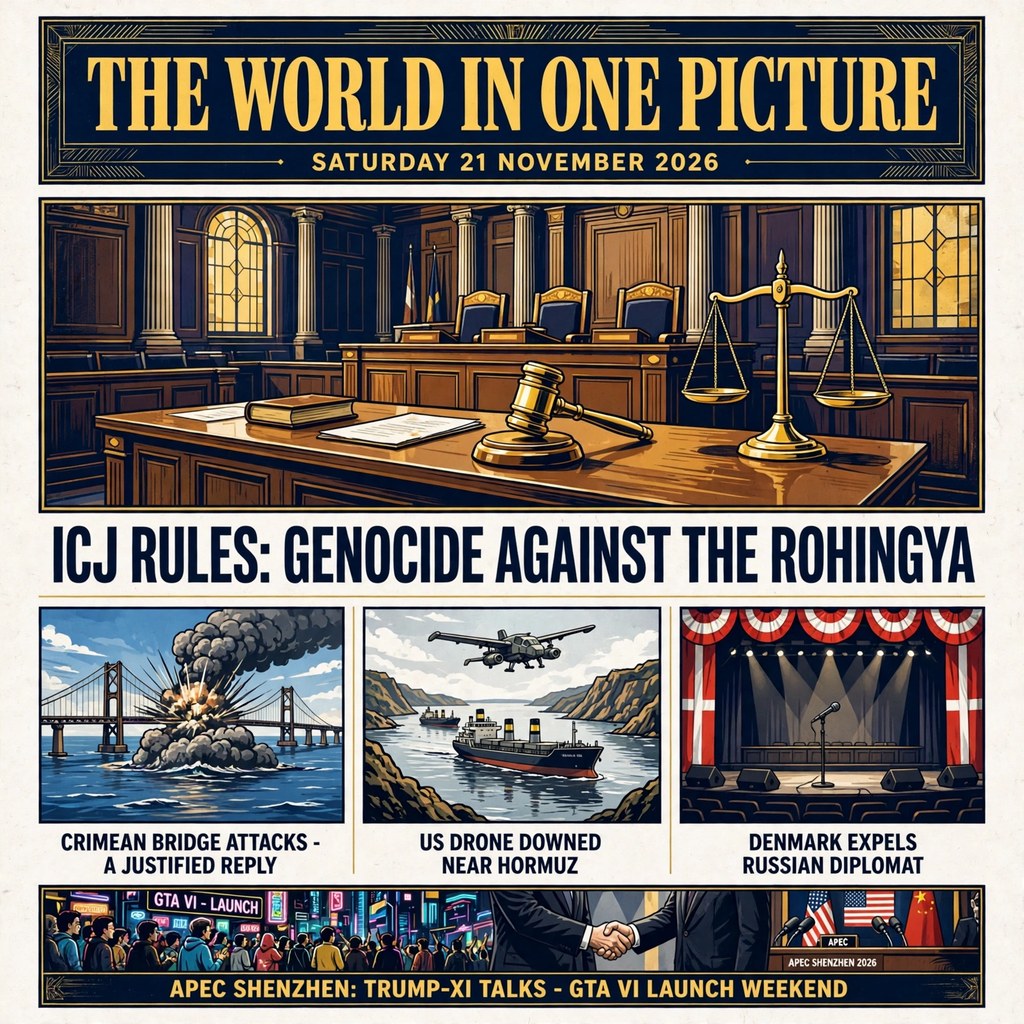 THE WORLD IN ONE PICTURE
SATURDAY 21 NOVEMBER 2026
ICJ RULES: GENOCIDE AGAINST THE ROHINGYA
CRIMEAN BRIDGE ATTACKS -
A JUSTIFIED REPLY
US DRONE DOWNED
NEAR HORMUZ
DENMARK EXPELS
RUSSIAN DIPLOMAT
GTA VI - LAUNCH
APEC
APEC SHENZHEN 2026
APEC SHENZHEN: TRUMP-XI TALKS - GTA VI LAUNCH WEEKEND